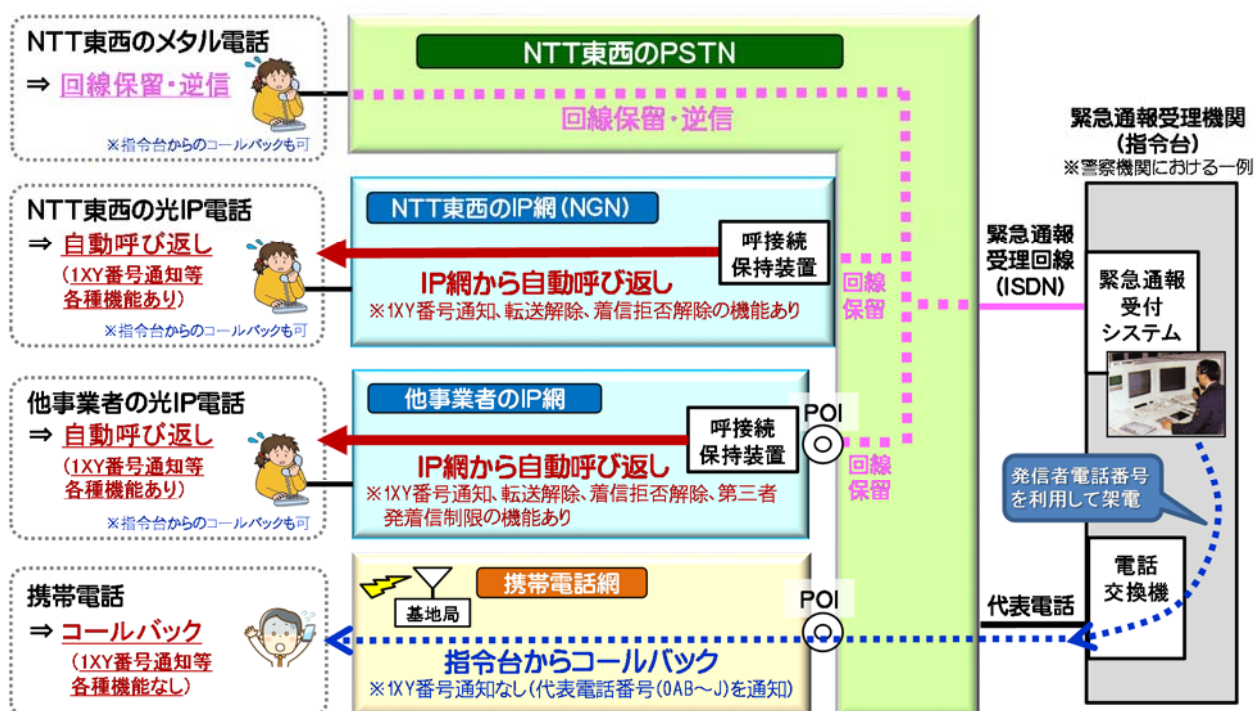 NTT東西のメタル電話
⇒ 回線保留・逆信
※指令台からのコールバックも可
NTT東西のPSTN
回線保留・逆信
緊急通報受理機関
(指令台)
※警察機関における一例
NTT東西の光IP電話
⇒ 自動呼び返し
(1XY番号通知等
各種機能あり)
※指令台からのコールバックも可
NTT東西のIP網(NGN)
呼接続
保持装置
IP網から自動呼び返し
※1XY番号通知、転送解除、着信拒否解除の機能あり
回線
保留
緊急通報
受理回線
(ISDN)
緊急通報
受付
システム
他事業者の光IP電話
⇒ 自動呼び返し
(1XY番号通知等
各種機能あり)
※指令台からのコールバックも可
他事業者のIP網
呼接続
保持装置
POI
IP網から自動呼び返し
※1XY番号通知、転送解除、着信拒否解除、第三者
発着信制限の機能あり
回線
保留
発信者電話番号
を利用して架電
携帯電話
⇒ コールバック
(1XY番号通知等
各種機能なし)
基地局
携帯電話網
POI
指令台からコールバック
※1XY番号通知なし(代表電話番号(0AB~J)を通知)
代表電話
電話
交換機